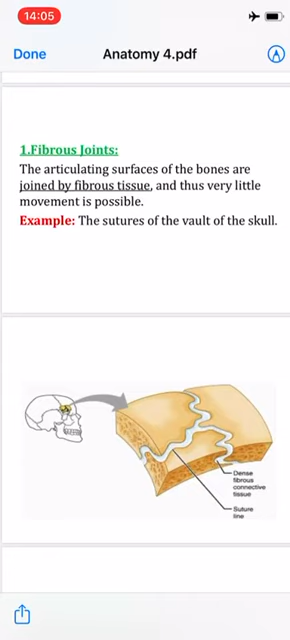 14:05
Done
Anatomy 4.pdf
1.Fibrous Joints:
The articulating surfaces of the bones are
joined by fibrous tissue, and thus very little
movement is possible.
Example: The sutures of the vault of the skull.
Dense
fibrous
connective
tissue
Suture
line